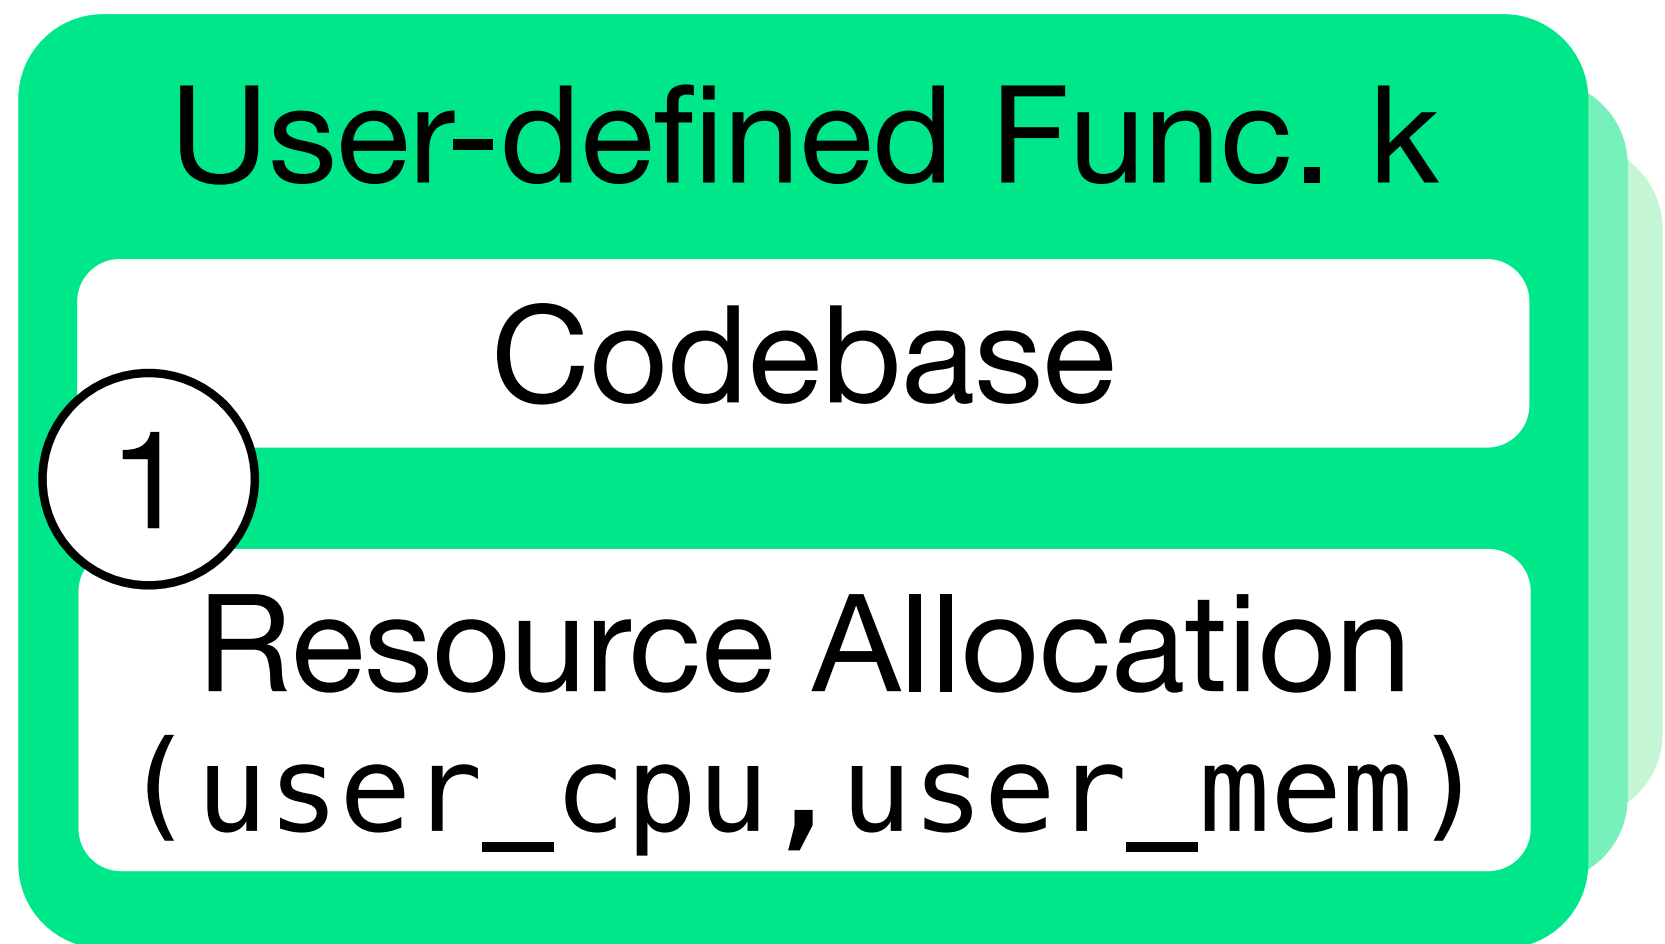 User-defined Func. k
Codebase
1
Resource Allocation
(user_cpu,user_mem)